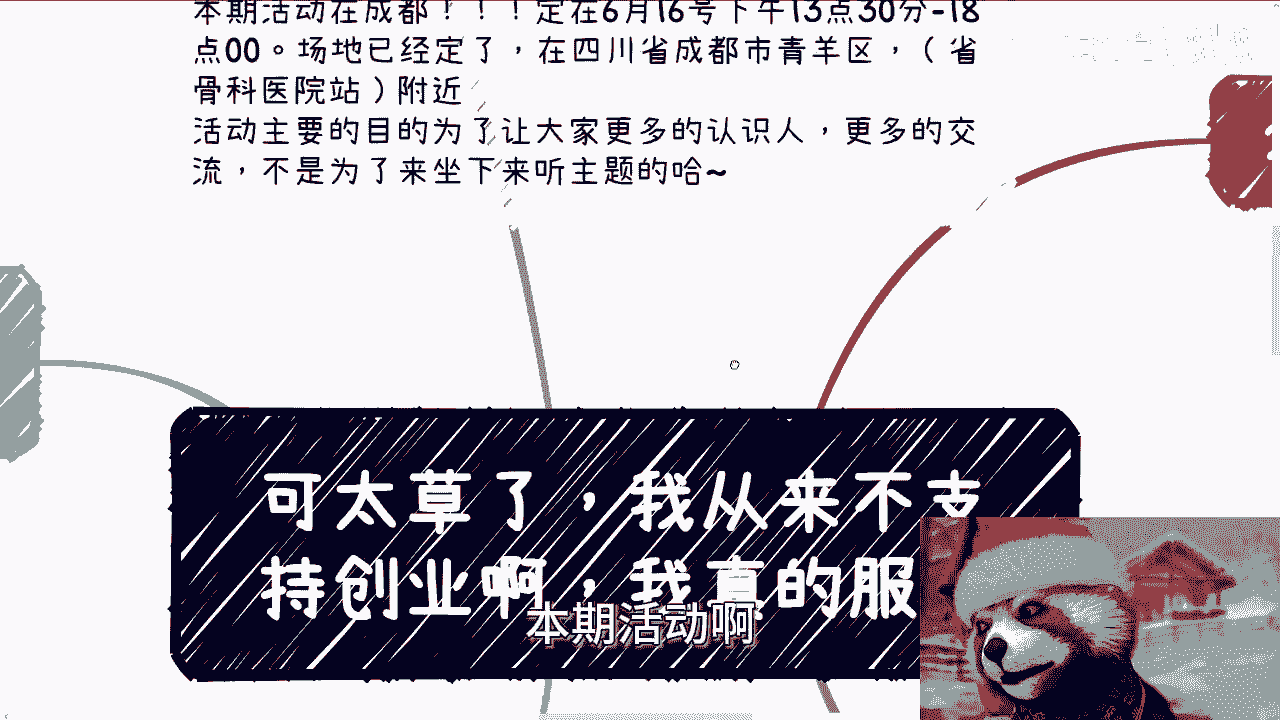 本期活动在成都！！！定在6月16号下午13点30分-18
点00。场地已经定了，在四川省成都市青羊区，（省
骨科医院站）附近
活动主要的目的为了让大家更多的认识人，更多的交
流，不是为了来坐下来听主题的哈~
可太草了，我从来不支
持创业啊，我真的服
本期活动啊